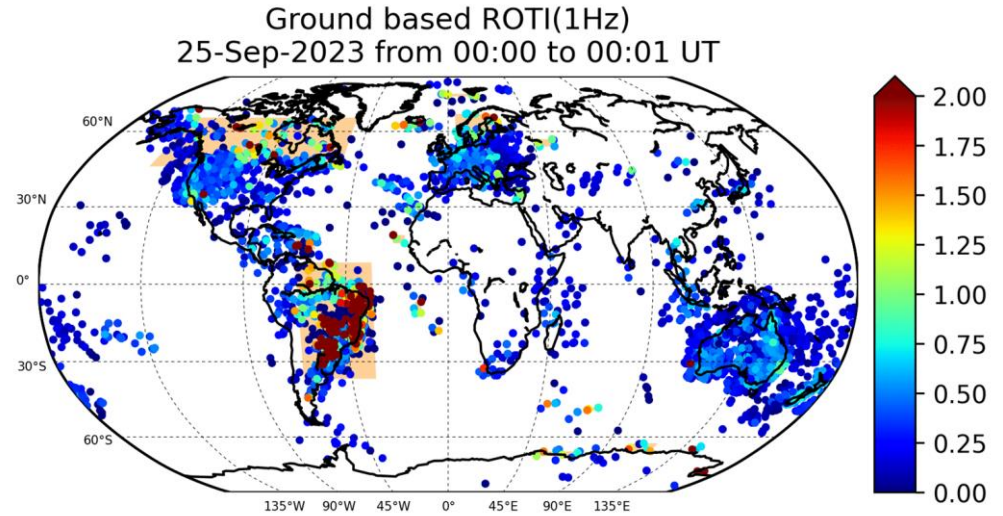 Ground based ROTI(1Hz)
25-Sep-2023 from 00:00 to 00:01 UT
60°N
30°N
0°
30°S
60°S
135°W 90°W 45°W 0° 45°E 90°E 135°E
2.00
1.75
1.50
1.25
1.00
0.75
0.50
0.25
0.00